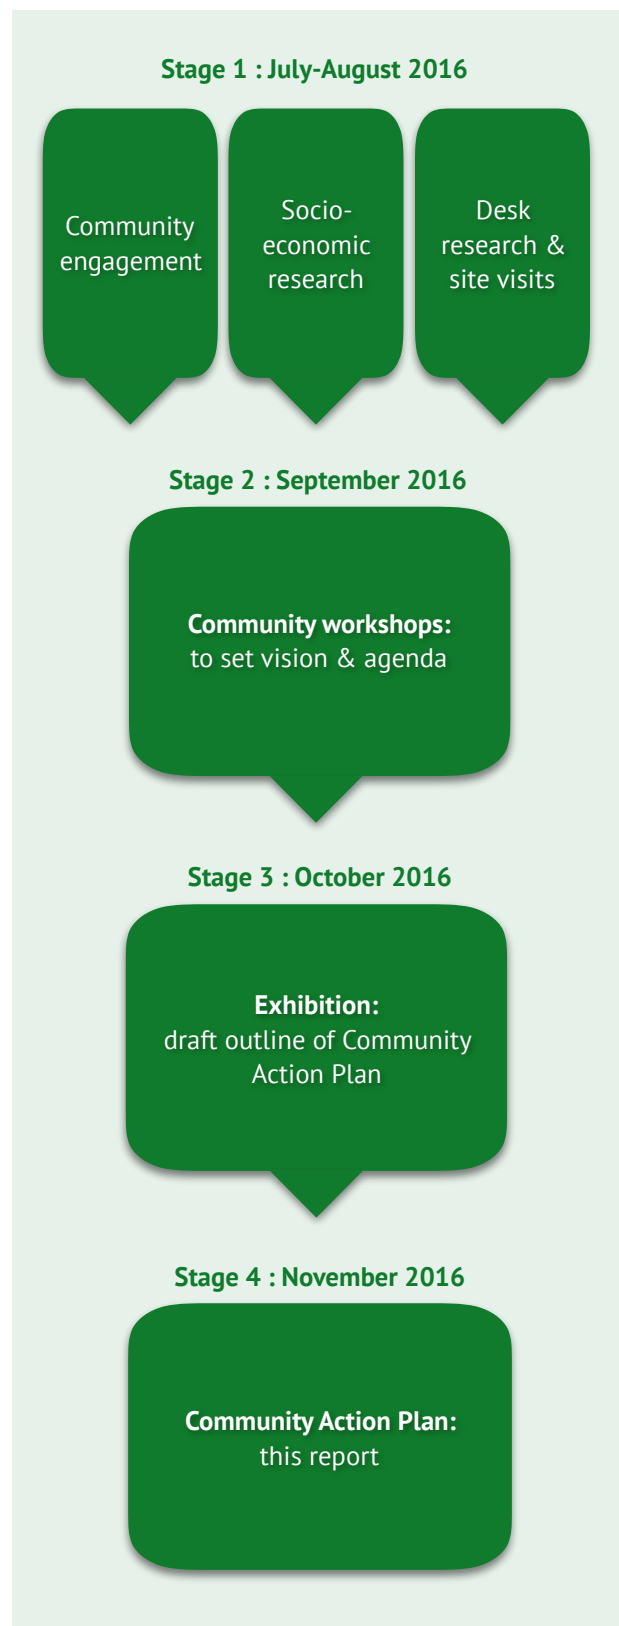 Stage 1 : July-August 2016
Community
engagement
Socio-
economic
research
Desk
research &
site visits
Stage 2 : September 2016
Community workshops:
to set vision & agenda
Stage 3 : October 2016
Exhibition:
draft outline of Community
Action Plan
Stage 4 : November 2016
Community Action Plan:
this report